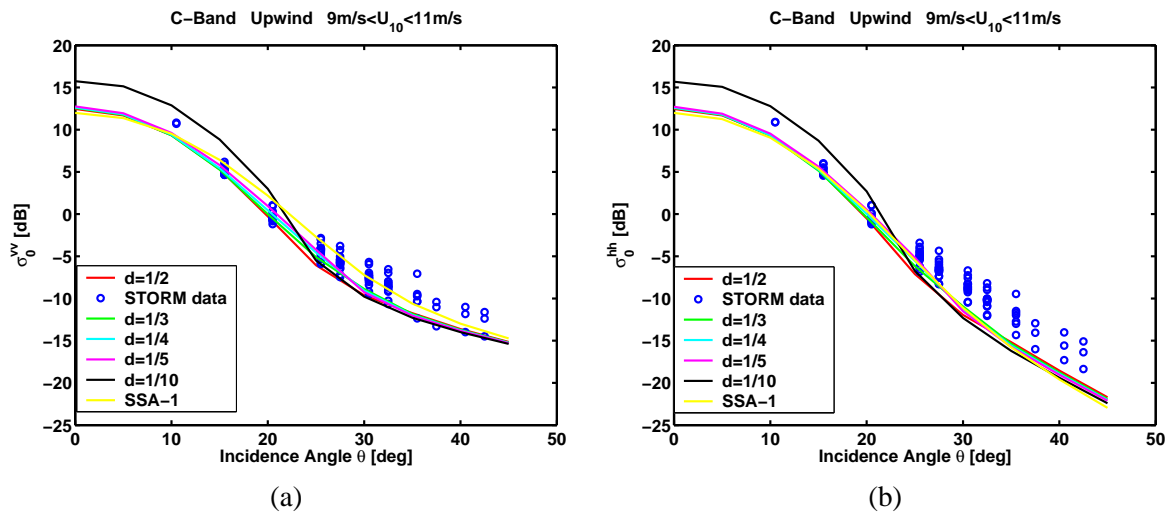 C−Band Upwind 9m/s<U10<11m/s
20
15
10
5
0
−5
−10
−15
−20
−25
σ0vv [dB]
d=1/2
STORM data
d=1/3
d=1/4
d=1/5
d=1/10
SSA−1
0 10 20 30 40 50
Incidence Angle θ [deg]
(a)
C−Band Upwind 9m/s<U10<11m/s
20
15
10
5
0
−5
−10
−15
−20
−25
σ0hh [dB]
d=1/2
STORM data
d=1/3
d=1/4
d=1/5
d=1/10
SSA−1
0 10 20 30 40 50
Incidence Angle θ [deg]
(b)